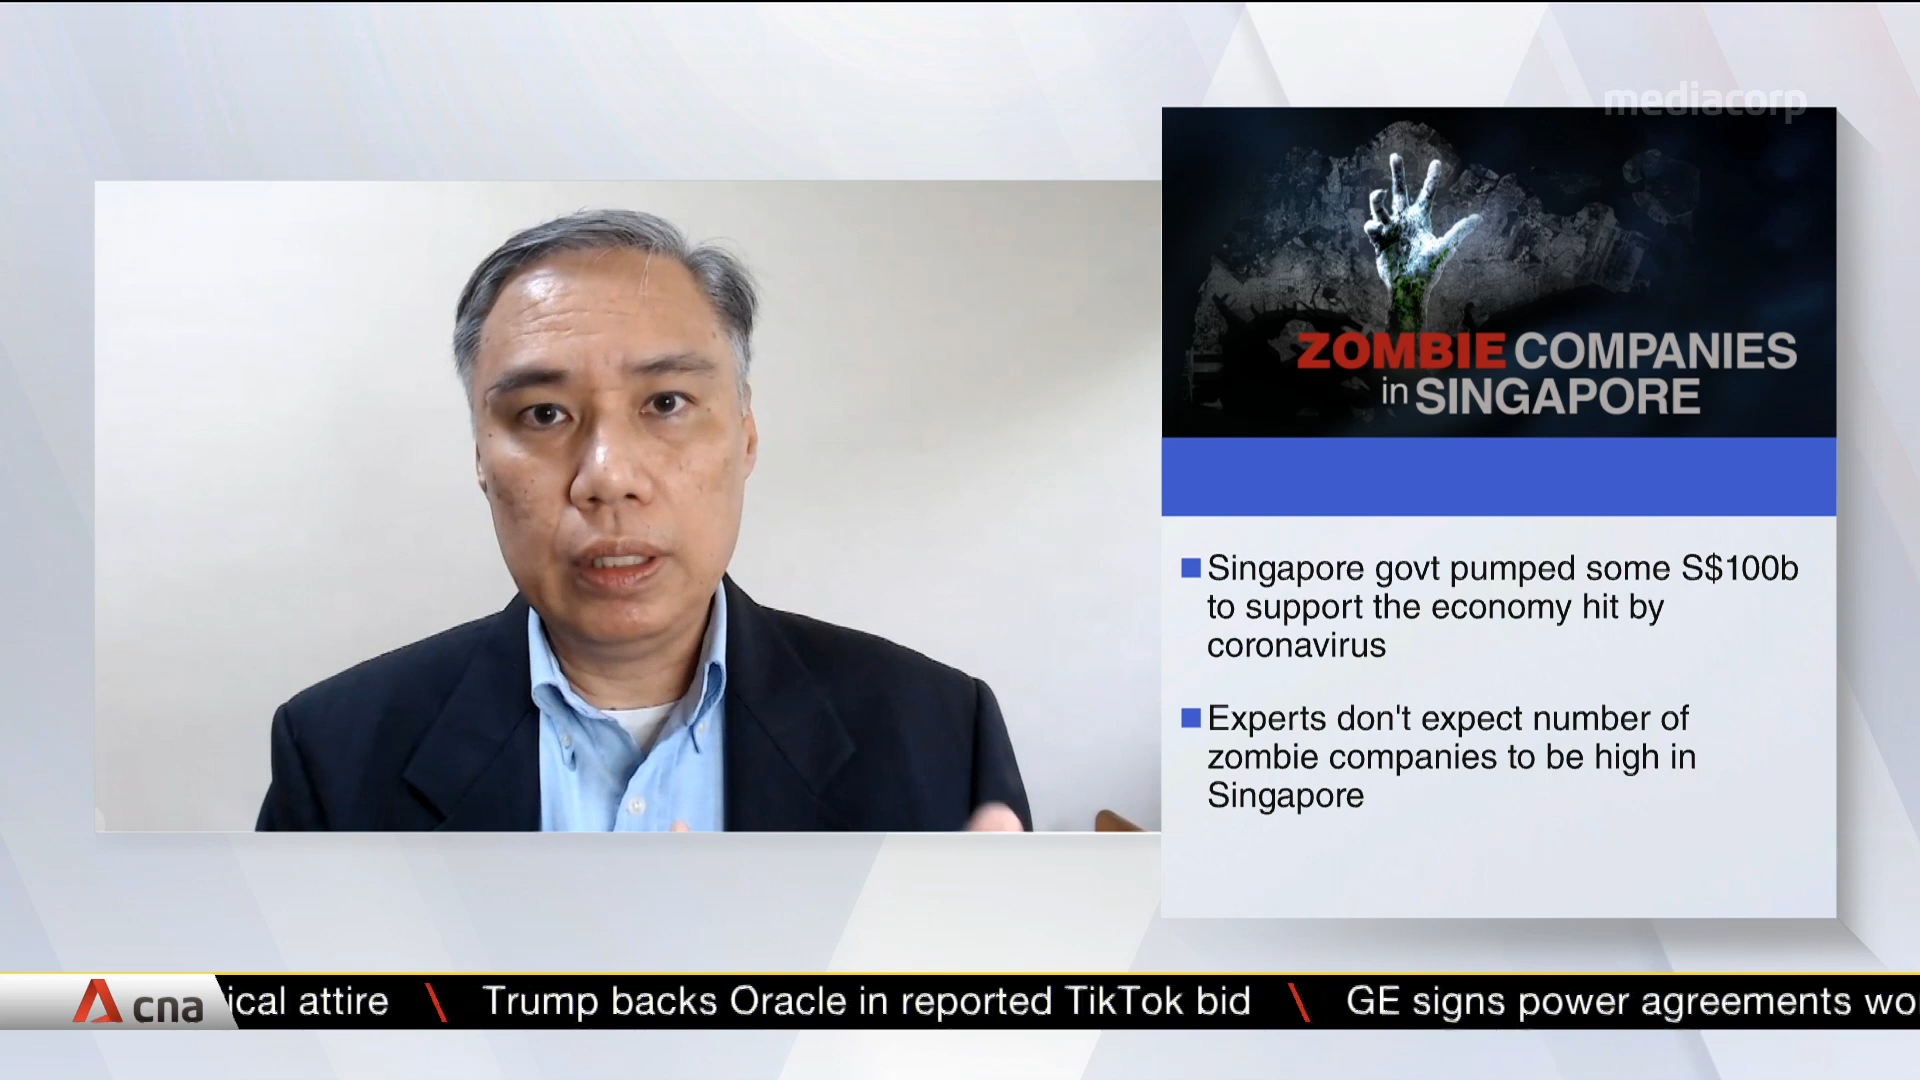 mediacorp
ZOMBIE COMPANIES
in SINGAPORE
Singapore govt pumped some S$100b
to support the economy hit by
coronavirus
Experts don't expect number of
zombie companies to be high in
Singapore
cna
ical attire \ Trump backs Oracle in reported TikTok bid \ GE signs power agreements wo